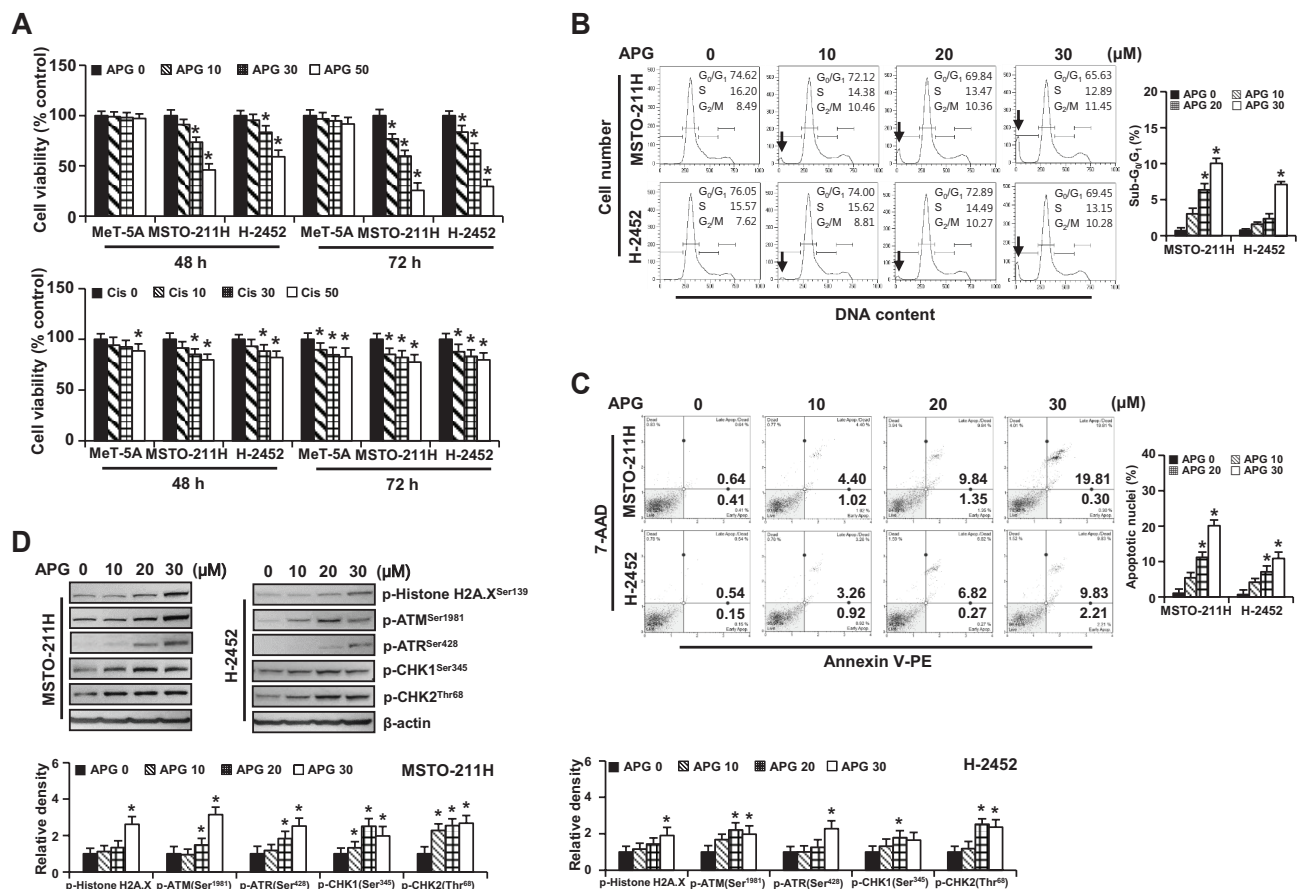 A
APG 0 APG 10 APG 30 APG 50
Cell viability (% control)
150
100
50
0
* * * * * * * * * *
MeT-5A MSTO-211H H-2452 MeT-5A MSTO-211H H-2452
48 h 72 h
Cis 0 Cis 10 Cis 30 Cis 50
Cell viability (% control)
150
100
50
0
MeT-5A MSTO-211H H-2452 MeT-5A MSTO-211H H-2452
48 h 72 h
B
APG 0 10 20 30 (μM)
Cell number
MSTO-211H
G0/G1 74.62
S 16.20
G2/M 8.49
G0/G1 72.12
S 14.38
G2/M 10.46
G0/G1 69.84
S 13.47
G2/M 10.36
G0/G1 65.63
S 12.89
G2/M 11.45
H-2452
G0/G1 76.05
S 15.57
G2/M 7.62
G0/G1 74.00
S 15.62
G2/M 8.81
G0/G1 72.89
S 14.49
G2/M 10.27
G0/G1 69.45
S 13.15
G2/M 10.28
DNA content
APG 0 APG 10
APG 20 APG 30
Sub-G0/G1 (%)
20
15
10
5
0
* * *
MSTO-211H H-2452
C
APG 0 10 20 30 (μM)
7-AAD
MSTO-211H
0.64
0.41
4.40
1.02
9.84
1.35
19.81
0.30
H-2452
0.54
0.15
3.26
0.92
6.82
0.27
9.83
2.21
Annexin V-PE
APG 0 APG 10
APG 20 APG 30
Apoptotic nuclei (%)
40
30
20
10
0
* * * *
MSTO-211H H-2452
D
APG 0 10 20 30 (μM) 0 10 20 30 (μM)
MSTO-211H
H-2452
p-Histone H2A.XSer139
p-ATMSer1981
p-ATRSer428
p-CHK1Ser345
p-CHK2Thr68
β-actin
APG 0 APG 10 APG 20 APG 30 MSTO-211H
Relative density
6
4
2
0
p-Histone H2A.X p-ATM(Ser1981) p-ATR(Ser428) p-CHK1(Ser345) p-CHK2(Thr68)
APG 0 APG 10 APG 20 APG 30 H-2452
Relative density
6
4
2
0
p-Histone H2A.X p-ATM(Ser1981) p-ATR(Ser428) p-CHK1(Ser345) p-CHK2(Thr68)